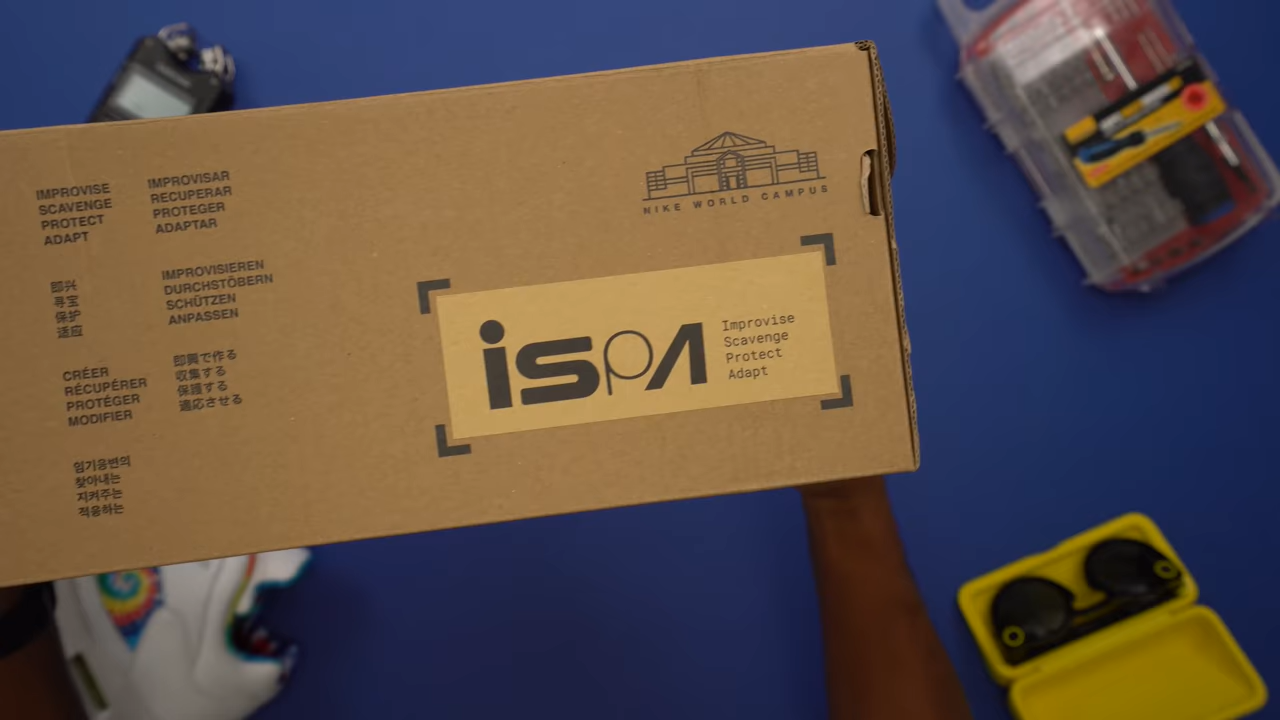 IMPROVISE
SCAVENGE
PROTECT
ADAPT
IMPROVISAR
RECUPERAR
PROTEGER
ADAPTAR
即兴
寻宝
保护
适应
IMPROVISIEREN
DURCHSTÖBERN
SCHÜTZEN
ANPASSEN
CRÉER
RÉCUPÉRER
PROTÉGER
MODIFIER
即興で作る
収集する
保護する
適応させる
임기응변의
찾아내는
지켜주는
적응하는
NIKE WORLD CAMPUS
ISPA
Improvise
Scavenge
Protect
Adapt